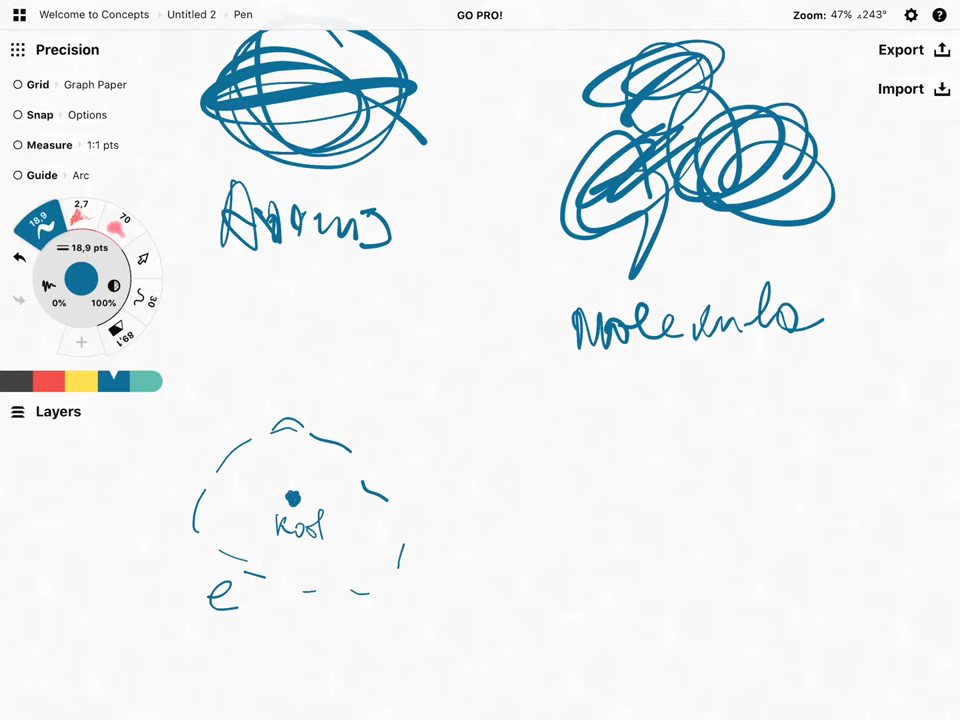 Welcome to Concepts › Untitled 2 › Pen
GO PRO!
Zoom: 47% ⊿243°
?
Precision
Export
Grid › Graph Paper
Import
Snap › Options
Measure › 1:1 pts
Guide › Arc
18,9
2,7
70
18,9 pts
0%
100%
30
89,1
+
Layers
Atoms
Molecula
e⁻